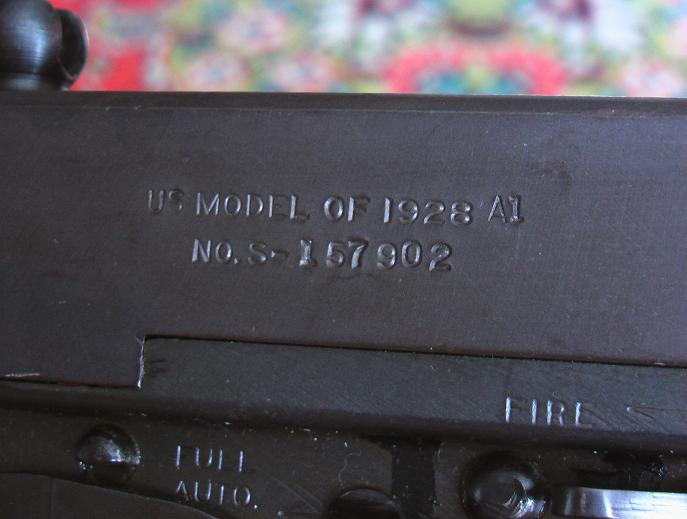 US MODEL OF 1928 A1
NO. S-157902
FIRE
FULL
AUTO.